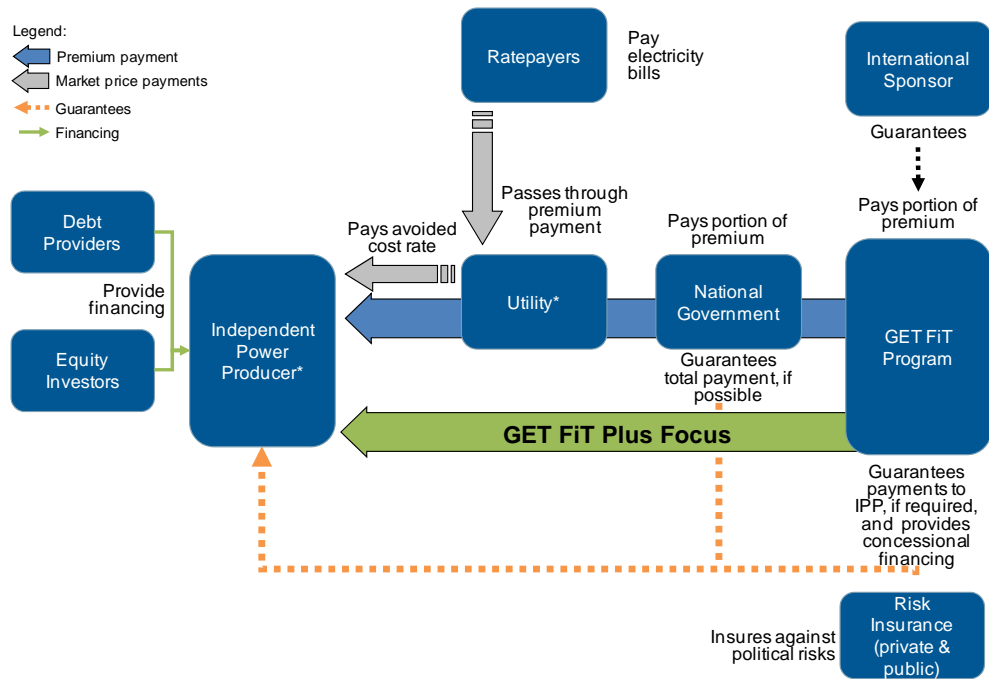 Legend:
Premium payment
Market price payments
Guarantees
Financing
Ratepayers
Pay
electricity
bills
International
Sponsor
Guarantees
Debt
Providers
Provide
financing
Equity
Investors
Independent
Power
Producer*
Pays avoided
cost rate
Passes through
premium
payment
Utility*
Pays portion of
premium
National
Government
Guarantees
total payment, if
possible
Pays portion of
premium
GET FiT
Program
GET FiT Plus Focus
Guarantees
payments to
IPP, if required,
and provides
concessional
financing
Insures against
political risks
Risk
Insurance
(private &
public)